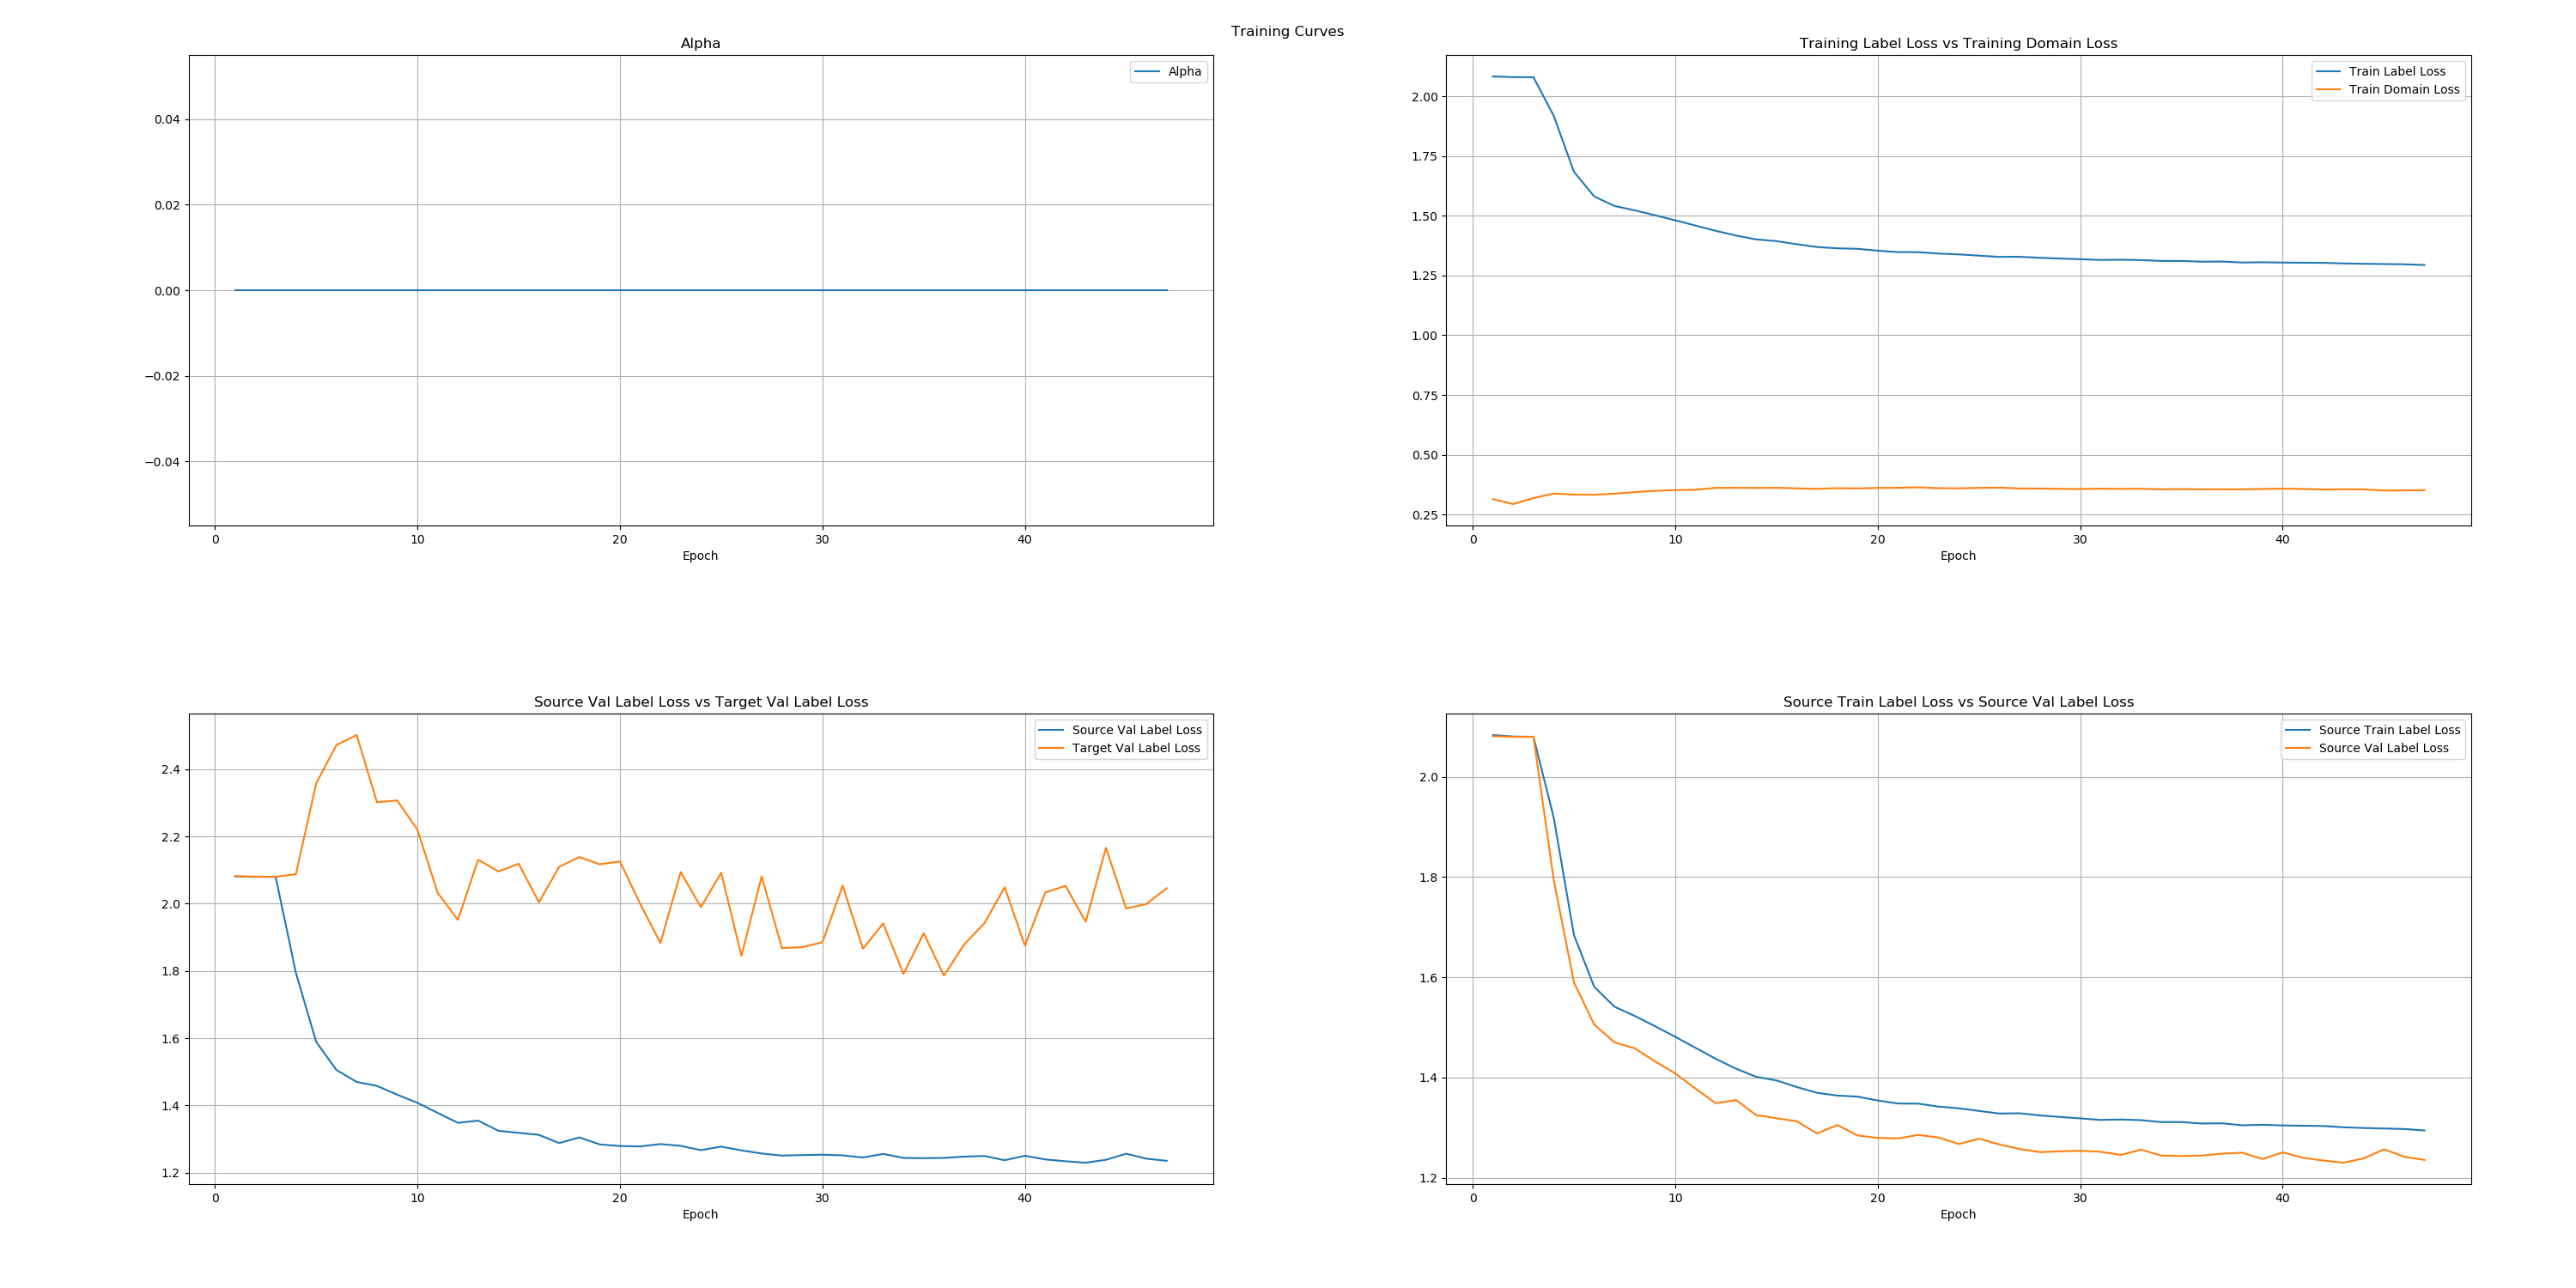 Training Curves
Alpha
Alpha
0.04
0.02
0.00
−0.02
−0.04
0
10
20
30
40
Epoch
Training Label Loss vs Training Domain Loss
Train Label Loss
Train Domain Loss
2.00
1.75
1.50
1.25
1.00
0.75
0.50
0.25
0
10
20
30
40
Epoch
Source Val Label Loss vs Target Val Label Loss
Source Val Label Loss
Target Val Label Loss
2.4
2.2
2.0
1.8
1.6
1.4
1.2
0
10
20
30
40
Epoch
Source Train Label Loss vs Source Val Label Loss
Source Train Label Loss
Source Val Label Loss
2.0
1.8
1.6
1.4
1.2
0
10
20
30
40
Epoch